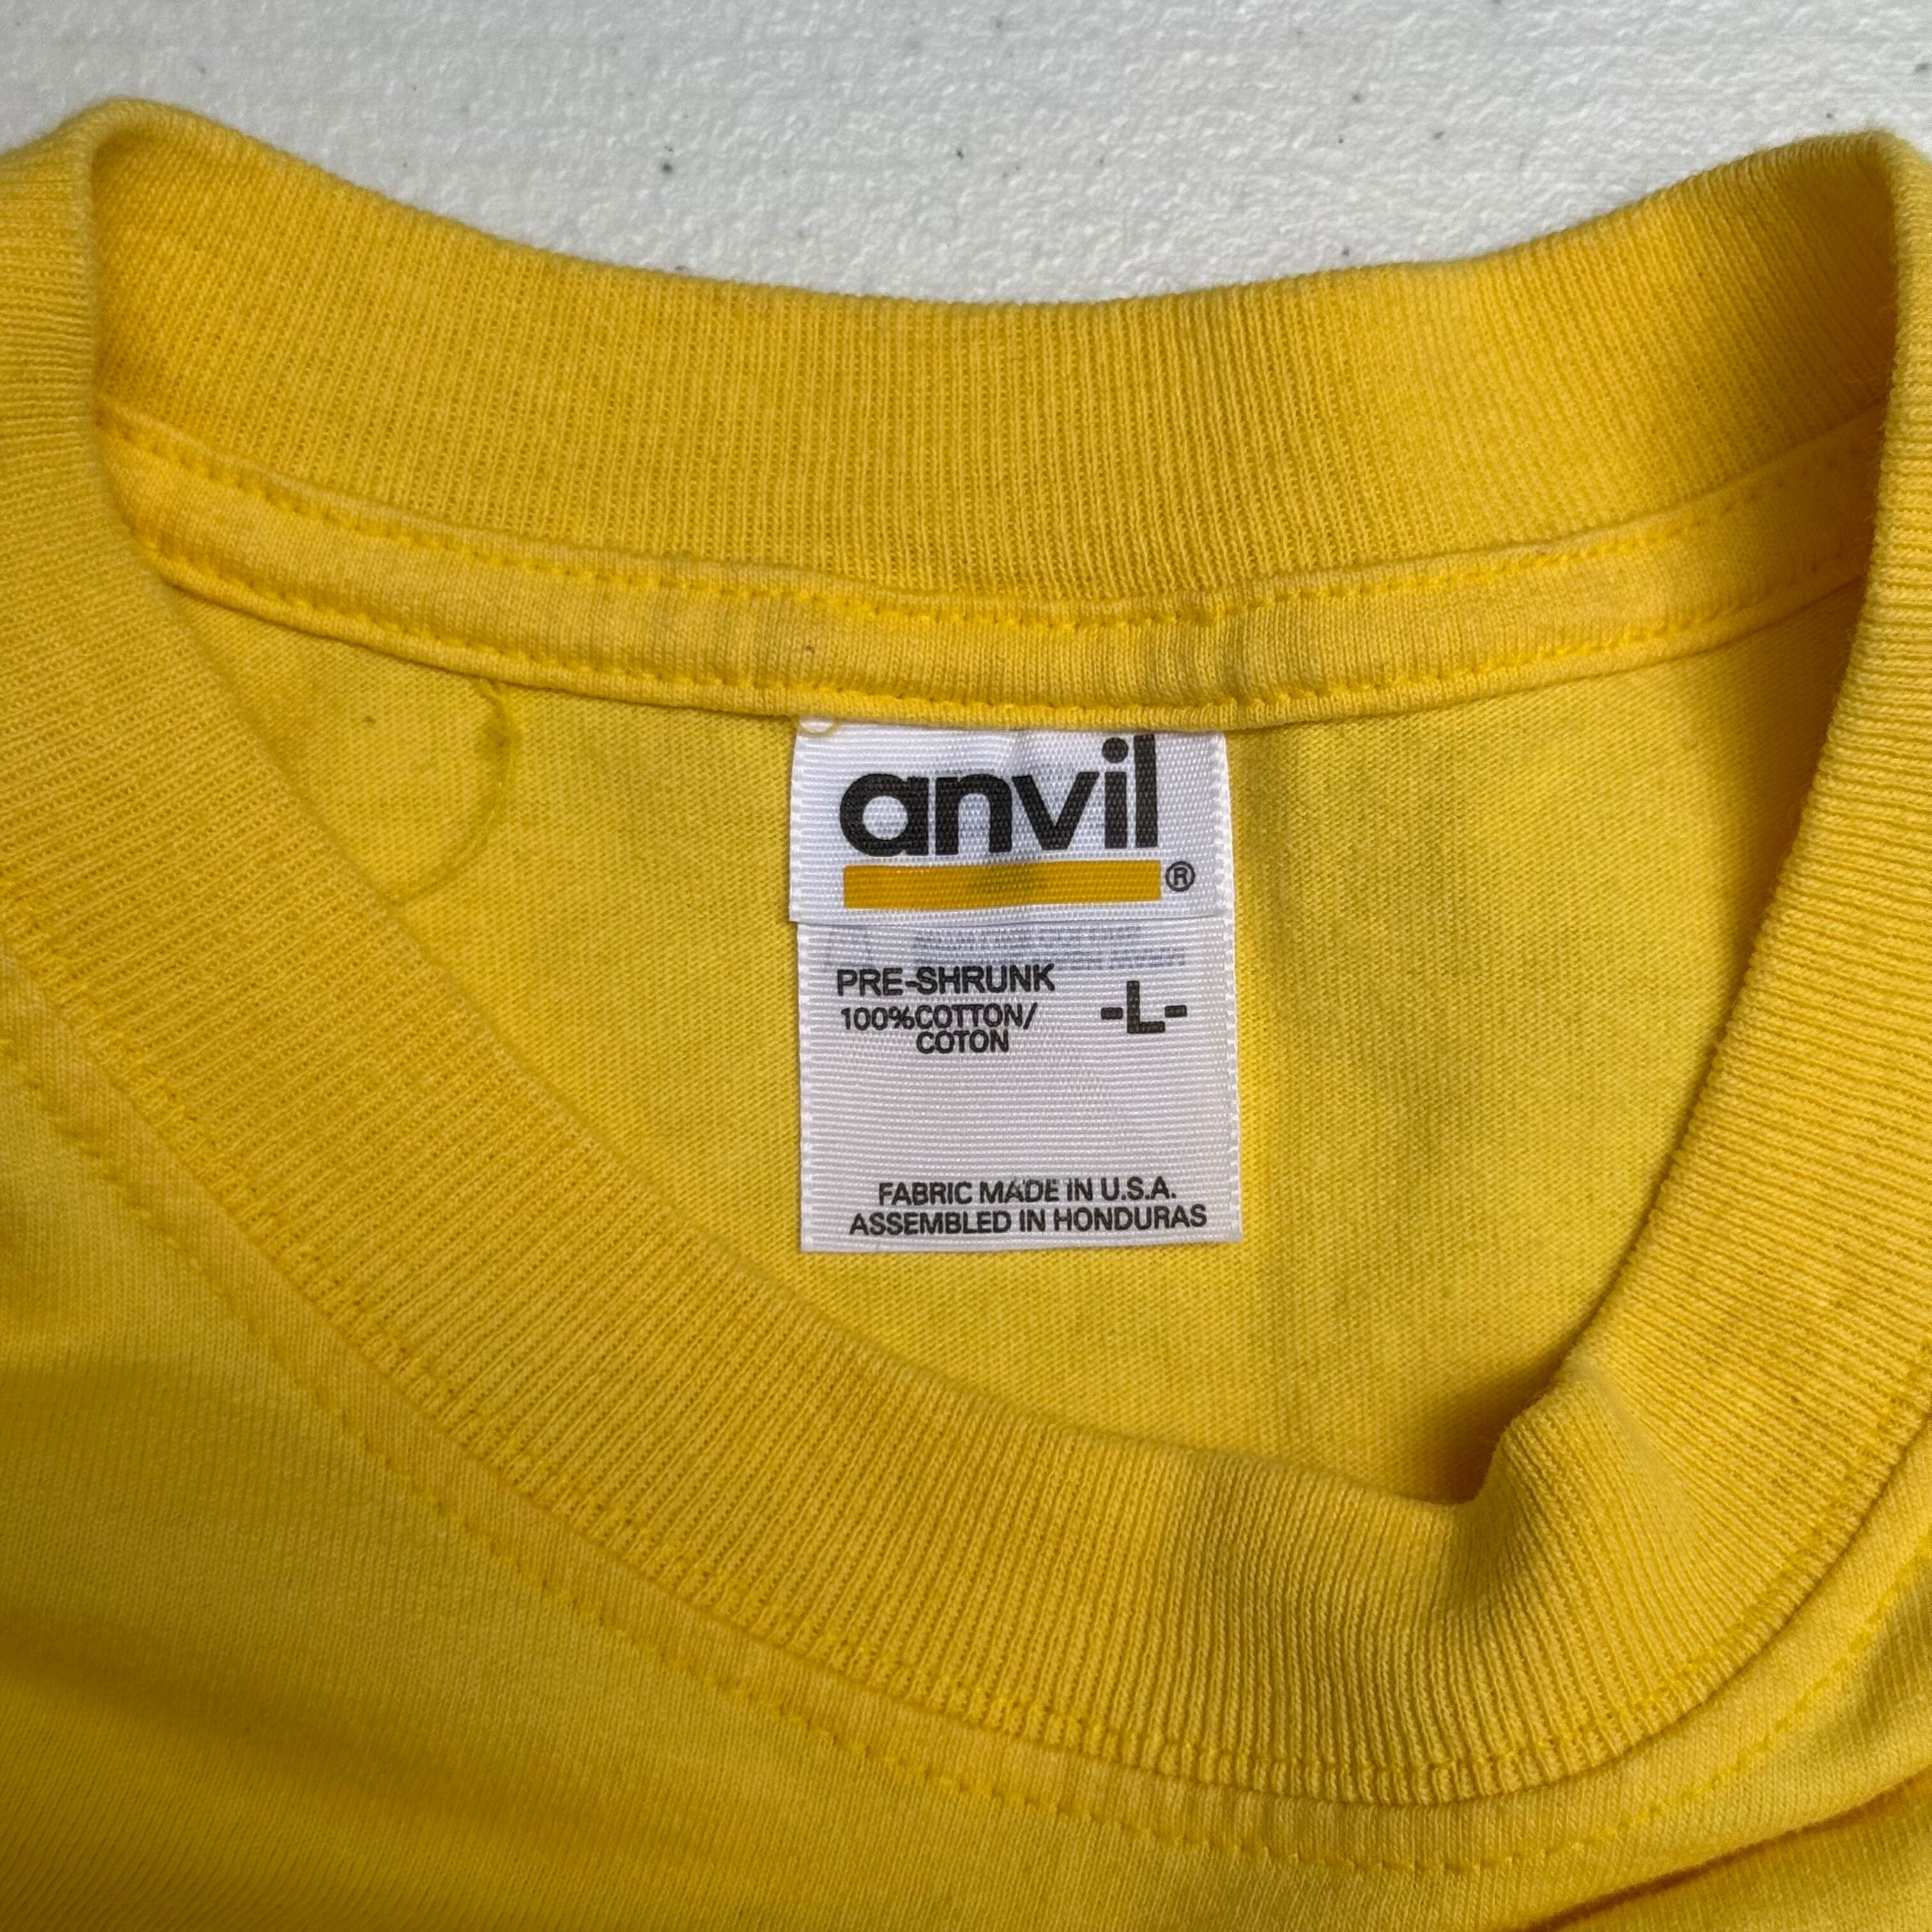 anvil
®
PRE-SHRUNK
100%COTTON/
COTON
-L-
FABRIC MADE IN U.S.A.
ASSEMBLED IN HONDURAS